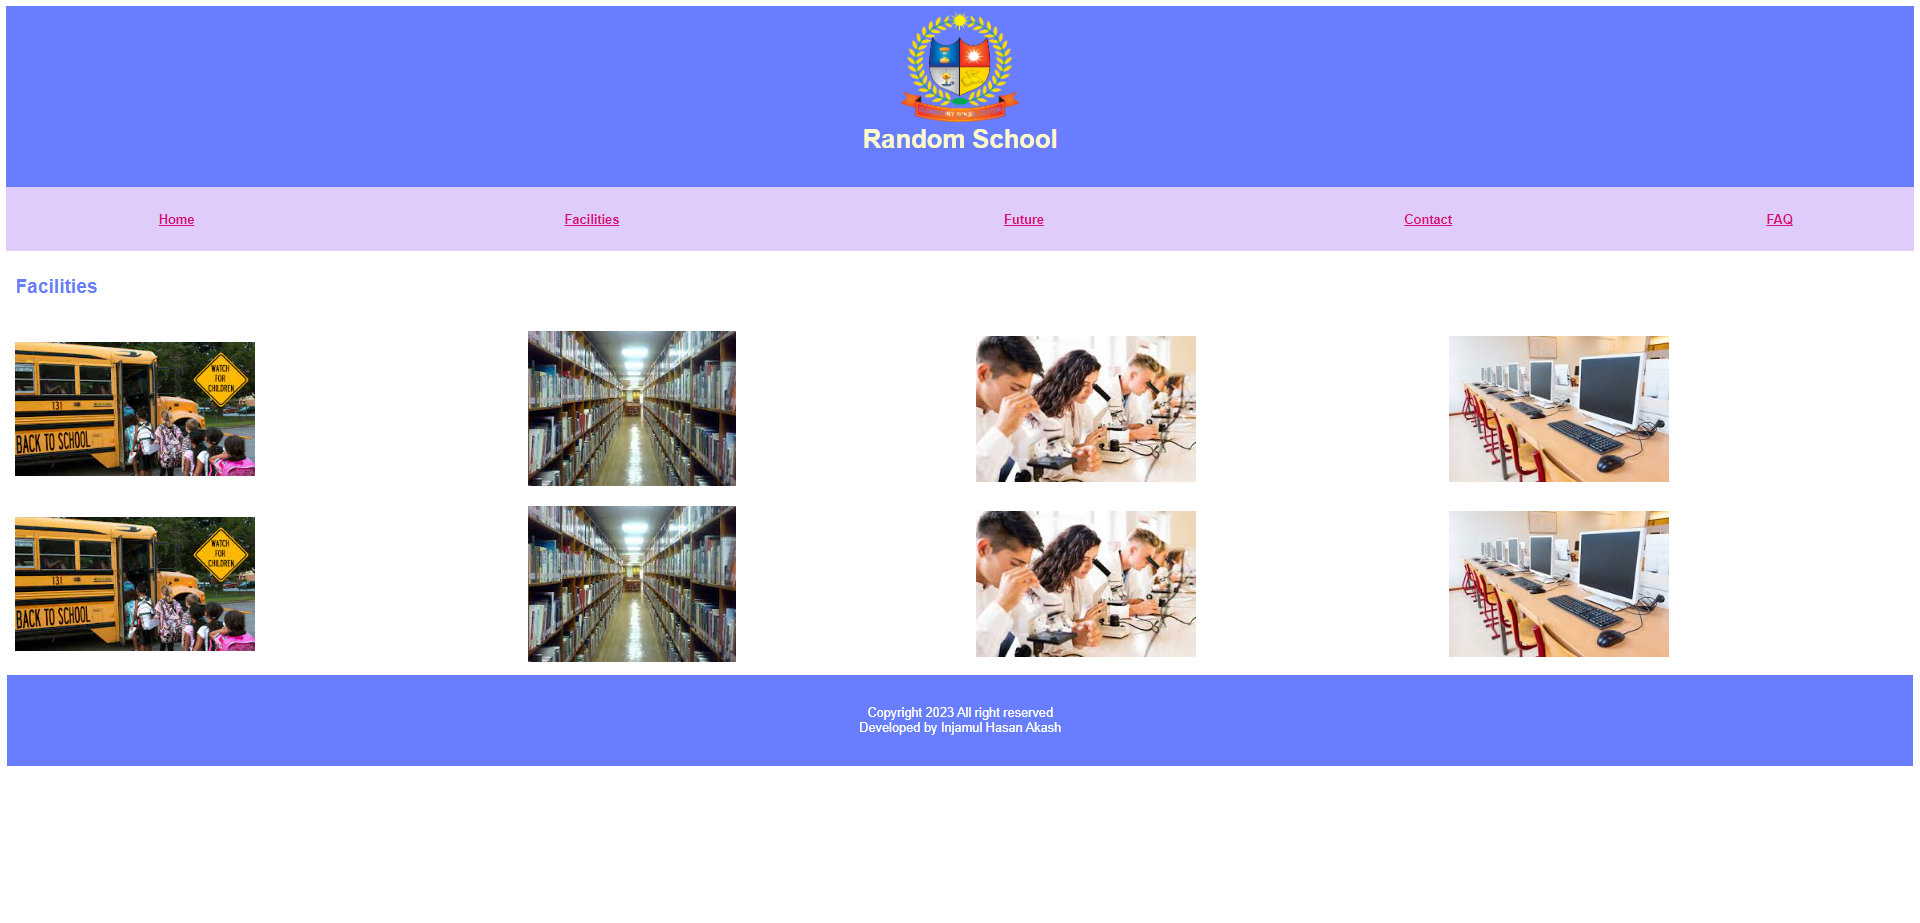 Random School
Home
Facilities
Future
Contact
FAQ
Facilities
WATCH
FOR
CHILDREN
131
BACK TO SCHOOL
WATCH
FOR
CHILDREN
131
BACK TO SCHOOL
Copyright 2023 All right reserved
Developed by Injamul Hasan Akash